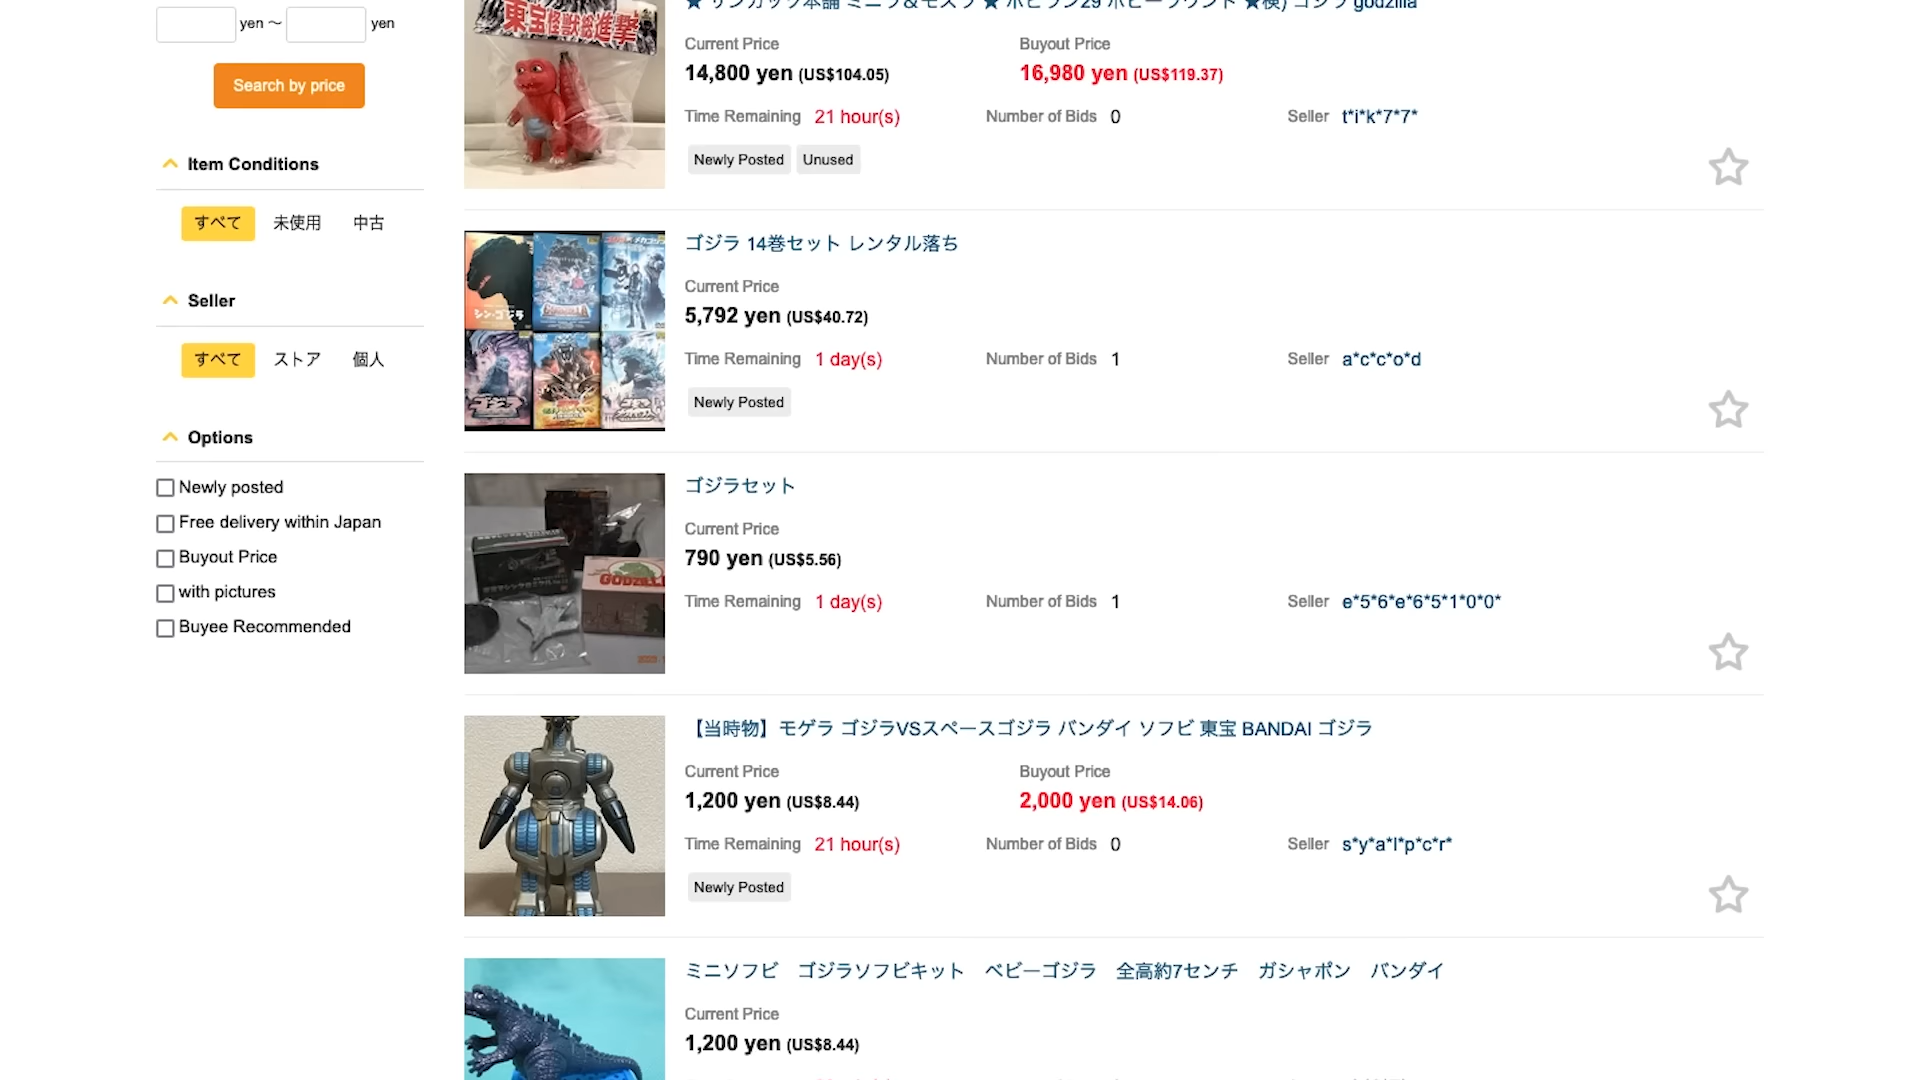 yen ～ yen
Search by price
Item Conditions
すべて 未使用 中古
Seller
すべて ストア 個人
Options
Newly posted
Free delivery within Japan
Buyout Price
with pictures
Buyee Recommended
東宝怪獣総進撃
godzilla
Current Price Buyout Price
14,800 yen (US$104.05) 16,980 yen (US$119.37)
Time Remaining 21 hour(s) Number of Bids 0 Seller t*i*k*7*7*
Newly Posted Unused
ゴジラ 14巻セット レンタル落ち
シン・ゴジラ
GODZILLA
Current Price
5,792 yen (US$40.72)
Time Remaining 1 day(s) Number of Bids 1 Seller a*c*c*o*d
Newly Posted
ゴジラセット
GODZILLA
Current Price
790 yen (US$5.56)
Time Remaining 1 day(s) Number of Bids 1 Seller e*5*6*e*6*5*1*0*0*
【当時物】モゲラ ゴジラVSスペースゴジラ バンダイ ソフビ 東宝 BANDAI ゴジラ
Current Price Buyout Price
1,200 yen (US$8.44) 2,000 yen (US$14.06)
Time Remaining 21 hour(s) Number of Bids 0 Seller s*y*a*l*p*c*r*
Newly Posted
ミニソフビ　ゴジラソフビキット　ベビーゴジラ　全高約7センチ　ガシャポン　バンダイ
Current Price
1,200 yen (US$8.44)